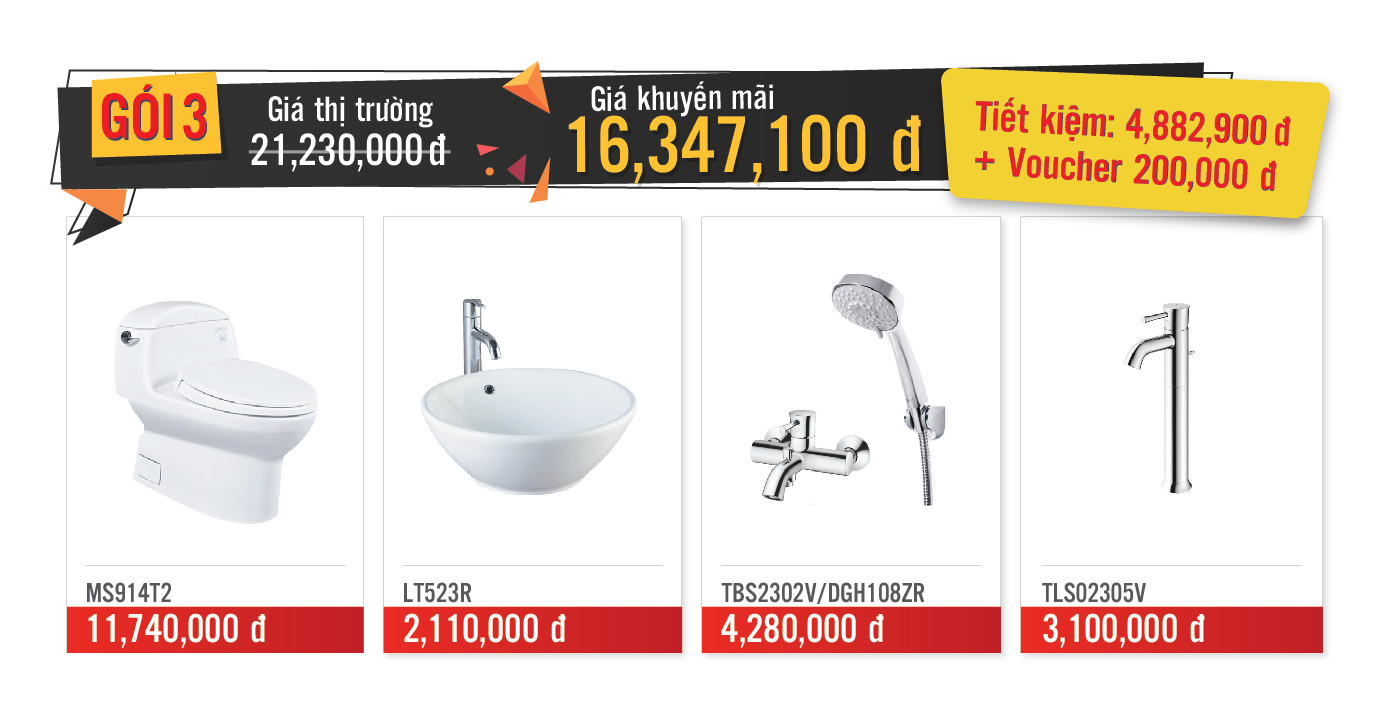 GÓI 3
Giá thị trường
21,230,000 đ
Giá khuyến mãi
16,347,100 đ
Tiết kiệm: 4,882,900 đ
+ Voucher 200,000 đ
MS914T2
11,740,000 đ
LT523R
2,110,000 đ
TBS2302V/DGH108ZR
4,280,000 đ
TLS02305V
3,100,000 đ